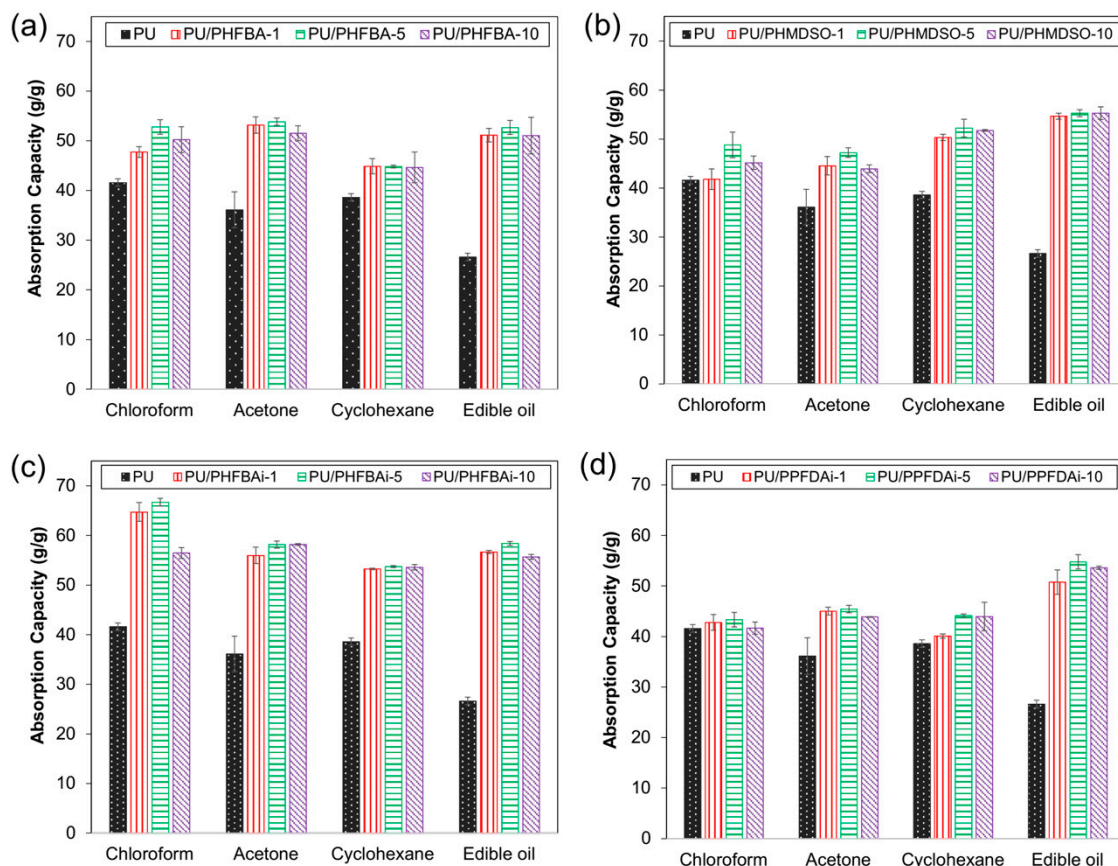 (a)
PU PU/PHFBA-1 PU/PHFBA-5 PU/PHFBA-10
Absorption Capacity (g/g)
70
60
50
40
30
20
10
0
Chloroform Acetone Cyclohexane Edible oil
(b)
PU PU/PHMDSO-1 PU/PHMDSO-5 PU/PHMDSO-10
Absorption Capacity (g/g)
70
60
50
40
30
20
10
0
Chloroform Acetone Cyclohexane Edible oil
(c)
PU PU/PHFBAi-1 PU/PHFBAi-5 PU/PHFBAi-10
Absorption Capacity (g/g)
70
60
50
40
30
20
10
0
Chloroform Acetone Cyclohexane Edible oil
(d)
PU PU/PPFDAi-1 PU/PPFDAi-5 PU/PPFDAi-10
Absorption Capacity (g/g)
70
60
50
40
30
20
10
0
Chloroform Acetone Cyclohexane Edible oil